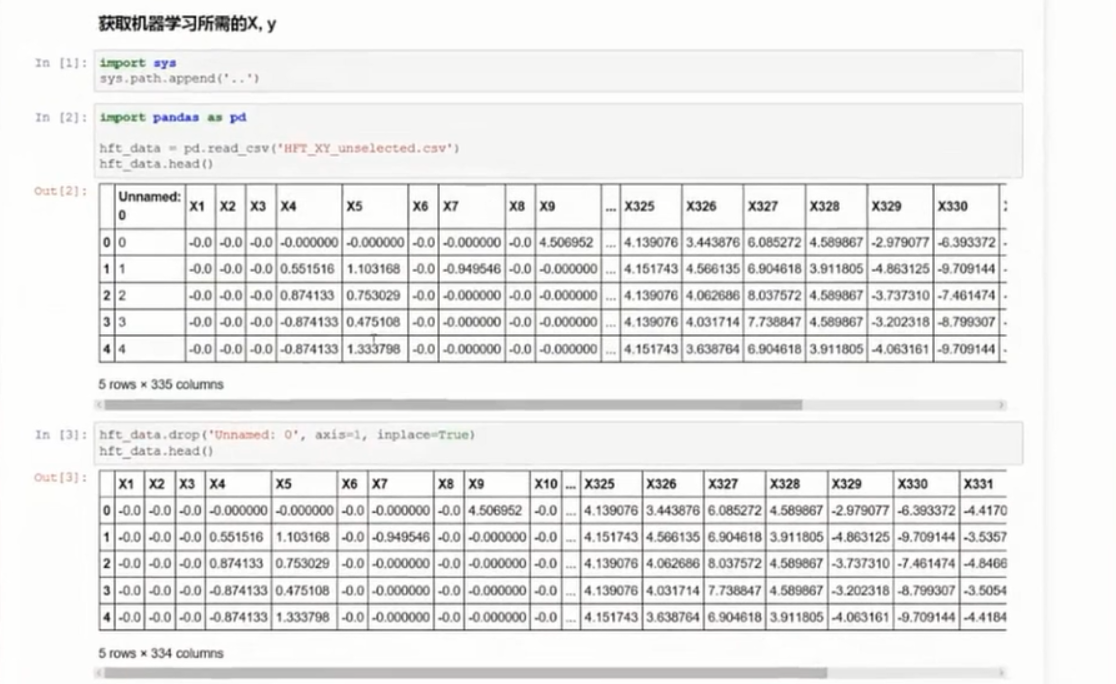 获取机器学习所需的X, y
In [1]: import sys
sys.path.append('..')
In [2]: import pandas as pd
hft_data = pd.read_csv('HFT_XY_unselected.csv')
hft_data.head()
Out[2]: Unnamed: 0 X1 X2 X3 X4 X5 X6 X7 X8 X9 ... X325 X326 X327 X328 X329 X330
0 0 -0.0 -0.0 -0.0 -0.000000 -0.000000 -0.0 -0.000000 -0.0 4.506952 ... 4.139076 3.443876 6.085272 4.589867 -2.979077 -6.393372 -
1 1 -0.0 -0.0 -0.0 0.551516 1.103168 -0.0 -0.949546 -0.0 -0.000000 ... 4.151743 4.566135 6.904618 3.911805 -4.863125 -9.709144 -
2 2 -0.0 -0.0 -0.0 0.874133 0.753029 -0.0 -0.000000 -0.0 -0.000000 ... 4.139076 4.062686 8.037572 4.589867 -3.737310 -7.461474 -
3 3 -0.0 -0.0 -0.0 -0.874133 0.475108 -0.0 -0.000000 -0.0 -0.000000 ... 4.139076 4.031714 7.738847 4.589867 -3.202318 -8.799307 -
4 4 -0.0 -0.0 -0.0 -0.874133 1.333798 -0.0 -0.000000 -0.0 -0.000000 ... 4.151743 3.638764 6.904618 3.911805 -4.063161 -9.709144 -
5 rows × 335 columns
In [3]: hft_data.drop('Unnamed: 0', axis=1, inplace=True)
hft_data.head()
Out[3]: X1 X2 X3 X4 X5 X6 X7 X8 X9 X10 ... X325 X326 X327 X328 X329 X330 X331
0 -0.0 -0.0 -0.0 -0.000000 -0.000000 -0.0 -0.000000 -0.0 4.506952 -0.0 ... 4.139076 3.443876 6.085272 4.589867 -2.979077 -6.393372 -4.4170
1 -0.0 -0.0 -0.0 0.551516 1.103168 -0.0 -0.949546 -0.0 -0.000000 -0.0 ... 4.151743 4.566135 6.904618 3.911805 -4.863125 -9.709144 -3.5357
2 -0.0 -0.0 -0.0 0.874133 0.753029 -0.0 -0.000000 -0.0 -0.000000 -0.0 ... 4.139076 4.062686 8.037572 4.589867 -3.737310 -7.461474 -4.8466
3 -0.0 -0.0 -0.0 -0.874133 0.475108 -0.0 -0.000000 -0.0 -0.000000 -0.0 ... 4.139076 4.031714 7.738847 4.589867 -3.202318 -8.799307 -3.5054
4 -0.0 -0.0 -0.0 -0.874133 1.333798 -0.0 -0.000000 -0.0 -0.000000 -0.0 ... 4.151743 3.638764 6.904618 3.911805 -4.063161 -9.709144 -4.4184
5 rows × 334 columns